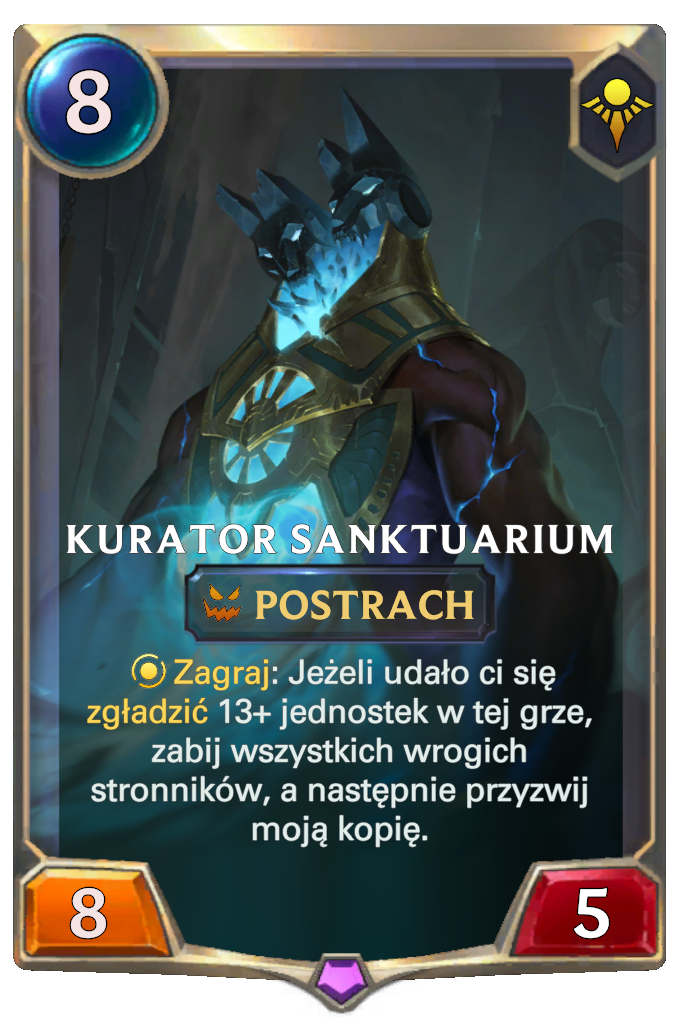 8
KURATOR SANKTUARIUM
POSTRACH
Zagraj: Jeżeli udało ci się
zgładzić 13+ jednostek w tej grze,
zabij wszystkich wrogich
stronników, a następnie przyzwij
moją kopię.
8
5